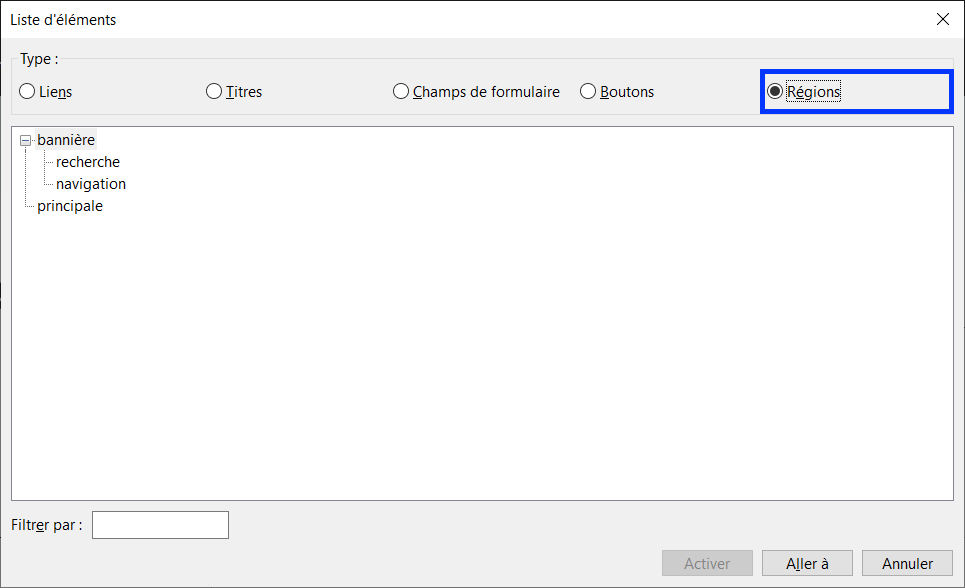 Liste d'éléments
Type :
Liens Titres Champs de formulaire Boutons Régions
bannière
recherche
navigation
principale
Filtrer par :
Activer Aller à Annuler